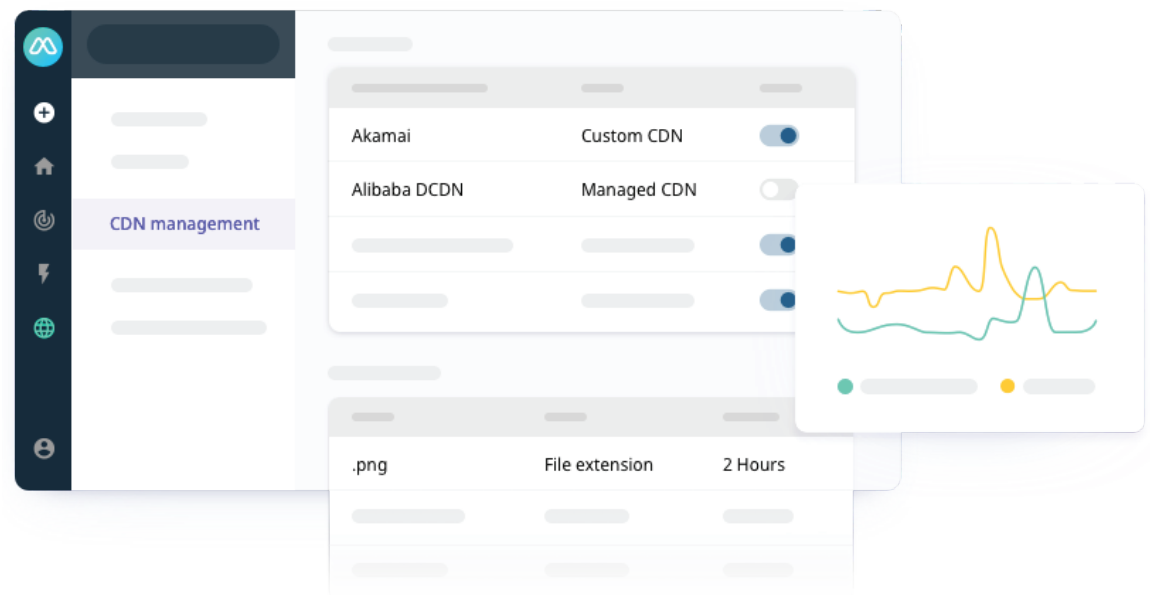 CDN management
Akamai Custom CDN
Alibaba DCDN Managed CDN
.png File extension 2 Hours